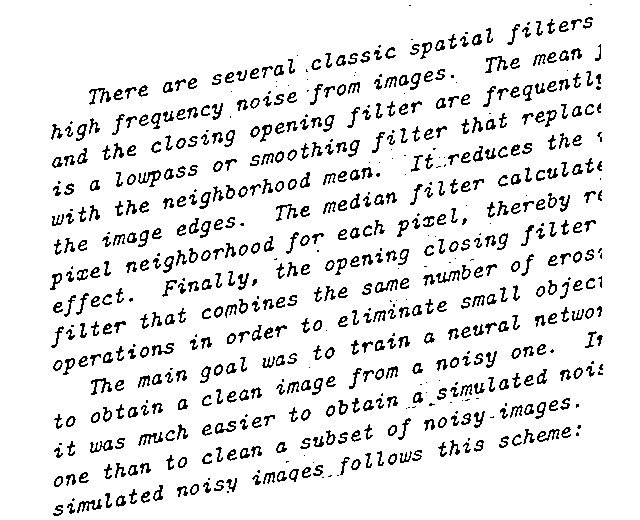 There are several classic spatial filters
high frequency noise from images. The mean
and the closing opening filter are frequently
is a lowpass or smoothing filter that replace
with the neighborhood mean. It reduces the
the image edges. The median filter calculate
pixel neighborhood for each pixel, thereby re
effect. Finally, the opening closing filter
filter that combines the same number of eros
operations in order to eliminate small object
The main goal was to train a neural networ
to obtain a clean image from a noisy one. In
it was much easier to obtain a simulated nois
one than to clean a subset of noisy images.
simulated noisy images follows this scheme: